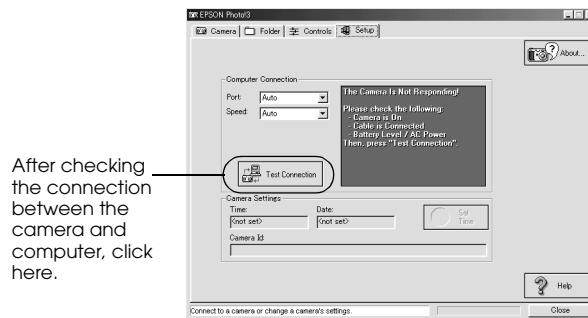 EPSON Photo!3
Camera Folder Controls Setup
About...
Computer Connection
Port: Auto
Speed: Auto
The Camera Is Not Responding!
Please check the following:
- Camera is On
- Cable is Connected
- Battery Level / AC Power
Then, press "Test Connection".
Test Connection
After checking
the connection
between the
camera and
computer, click
here.
Camera Settings
Time: Date:
<not set> <not set>
Set
Time
Camera Id:
Help
Connect to a camera or change a camera's settings.
Close